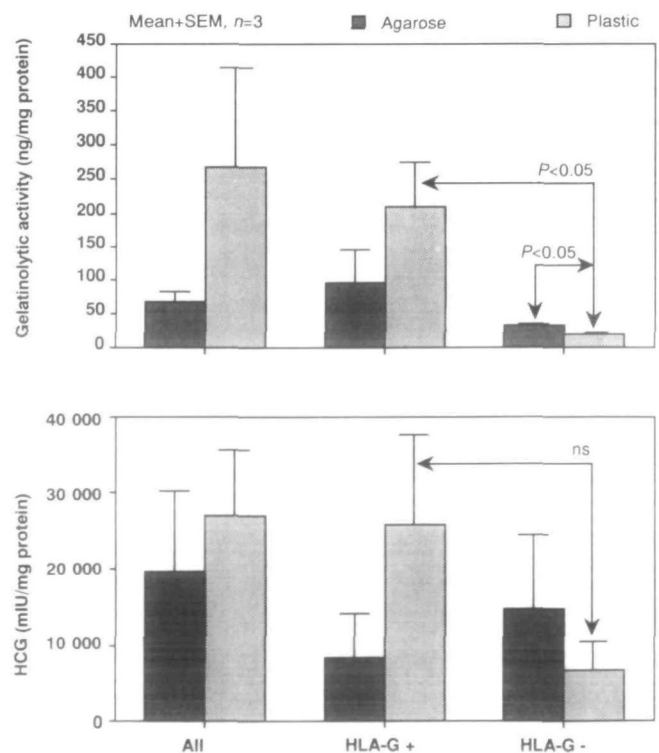 Mean+SEM, n=3 Agarose Plastic
Gelatinolytic activity (ng/mg protein)
450
400
350
300
250
200
150
100
50
0
P<0.05
P<0.05
HCG (mIU/mg protein)
40 000
30 000
20 000
10 000
0
ns
All HLA-G + HLA-G -